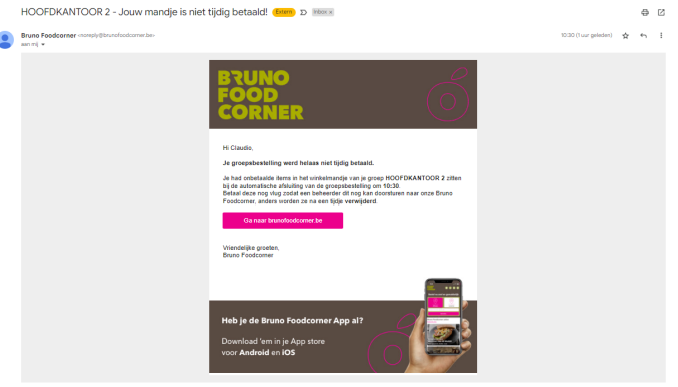 HOOFDKANTOOR 2 - Jouw mandje is niet tijdig betaald! Extern Inbox x
Bruno Foodcorner <noreply@brunofoodcorner.be>
10:30 (1 uur geleden)
aan mij
BRUNO
FOOD
CORNER
Hi Claudio,
Je groepsbestelling werd helaas niet tijdig betaald.
Je had onbetaalde items in het winkelmandje van je groep HOOFDKANTOOR 2 zitten
bij de automatische afsluiting van de groepsbestelling om 10:30.
Betaal deze nog vlug zodat een beheerder dit nog kan doorsturen naar onze Bruno
Foodcorner, anders worden ze na een tijdje verwijderd.
Ga naar brunofoodcorner.be
Vriendelijke groeten,
Bruno Foodcorner
Heb je de Bruno Foodcorner App al?
Download 'em in je App store
voor Android en iOS